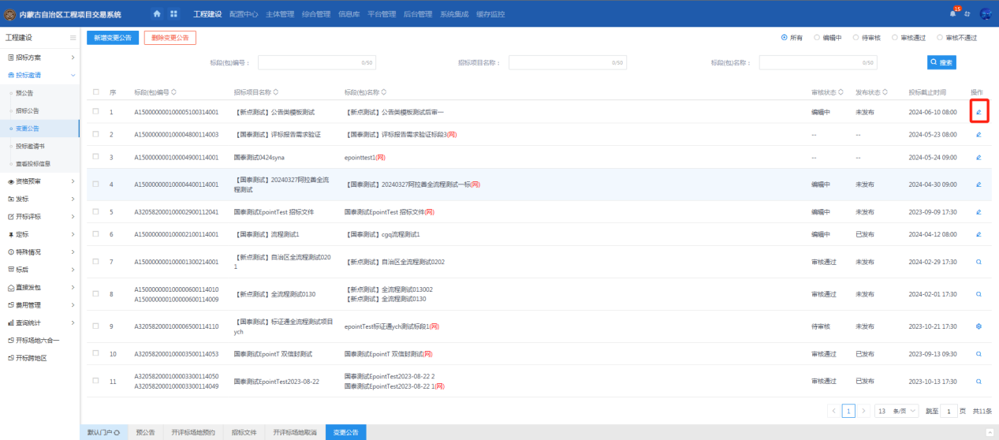 内蒙古自治区工程项目交易系统 工程建设 配置中心 主体管理 综合管理 信息库 平台管理 后台管理 系统集成 缓存监控 15
工程建设
新增变更公告 删除变更公告 所有 编辑中 待审核 审核通过 审核不通过
标段(包)编号： 0/50 招标项目名称： 0/50 标段(包)名称： 0/50 搜索
招标方案
投标邀请
预公告
招标公告
变更公告
投标邀请书
查看投标信息
资格预审
发标
开标评标
定标
特殊情况
标后
直接发包
费用管理
查询统计
开标场地六合一
开标跨地区
序 标段(包)编号 招标项目名称 标段(包)名称 审核状态 发布状态 投标截止时间 操作
1 A150000000100005100314001 【新点测试】公告类模板测试 【新点测试】公告类模板测试后审一 编辑中 未发布 2024-06-10 08:00
2 A150000000100004800114003 【国泰测试】评标报告需求验证 【国泰测试】评标报告需求验证标段3(网) -- -- 2024-05-23 08:00
3 A150000000100004900114001 国泰测试0424syna epointtest1(网) -- -- 2024-05-24 09:00
4 A150000000100004400114001 【国泰测试】20240327阿拉善全流
程测试 【国泰测试】20240327阿拉善全流程测试一标(网) 编辑中 未发布 2024-04-30 09:00
5 A320582000100002900112041 国泰测试EpointTest 招标文件 国泰测试EpointTest 招标文件(网) 编辑中 未发布 2023-09-09 17:30
6 A150000000100002100114001 【国泰测试】流程测试1 【国泰测试】cgq流程测试1 编辑中 已发布 2024-04-12 08:00
7 A150000000100001300214001 【新点测试】自治区全流程测试020
1 【新点测试】自治区全流程测试0202 审核通过 未发布 2024-02-29 17:30
8 A150000000100000600114010
A150000000100000600114009 【新点测试】全流程测试0130 【新点测试】全流程测试013002
【新点测试】全流程测试0130 审核通过 未发布 2024-02-01 17:30
9 A320582000100006500114110 【国泰测试】标证通全流程测试项目
ych epointTest标证通ych测试标段1(网) 待审核 未发布 2023-10-21 17:30
10 A320582000100003500114053 国泰测试EpointT 双信封测试 国泰测试EpointT 双信封测试(网) 审核通过 已发布 2023-09-13 09:30
11 A320582000100003300114050
A320582000100003300114049 国泰测试EpointTest2023-08-22 国泰测试EpointTest2023-08-22 2
国泰测试EpointTest2023-08-22 1(网) 审核通过 已发布 2023-10-13 17:30
1 13 条/页 跳至 1 页 共11条
默认门户 预公告 开评标场地预约 招标文件 开评标场地取消 变更公告